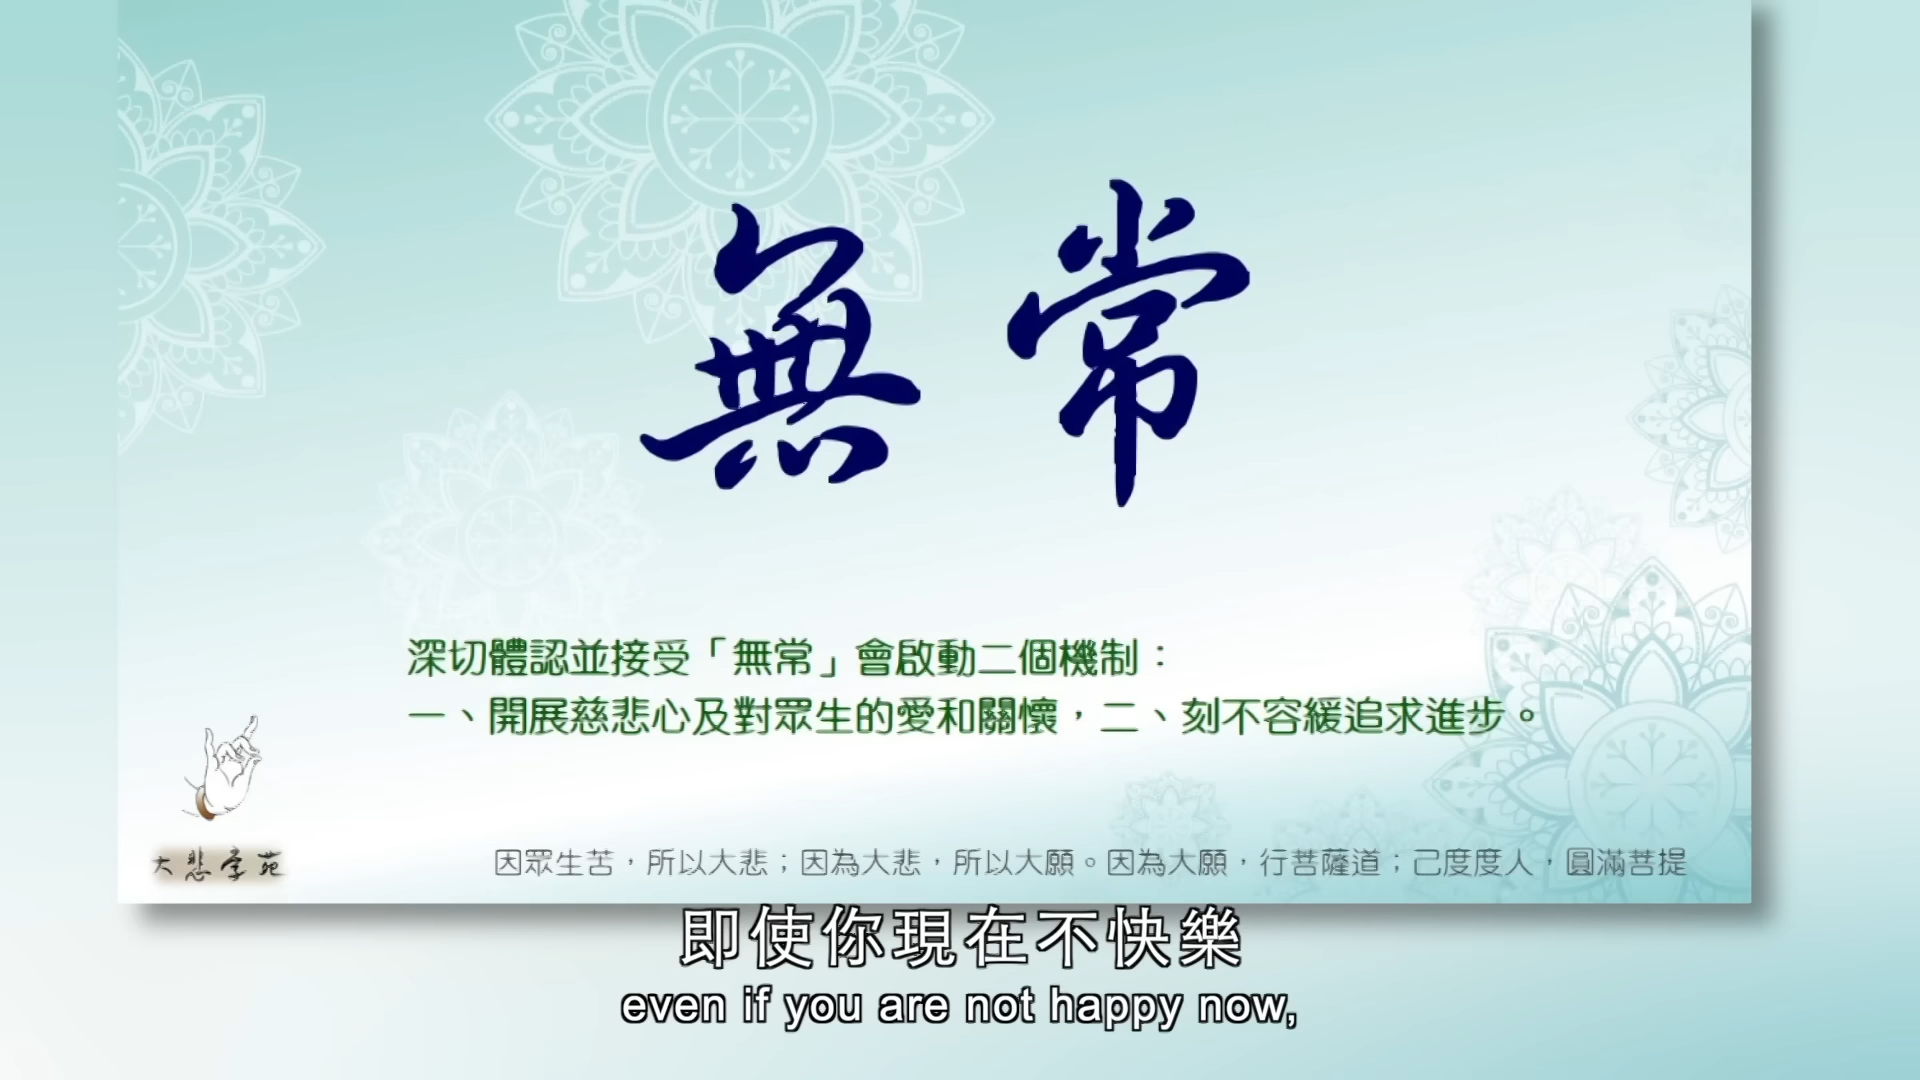 無常
深切體認並接受「無常」會啟動二個機制：
一、開展慈悲心及對眾生的愛和關懷，二、刻不容緩追求進步。
大悲学苑
因眾生苦，所以大悲；因為大悲，所以大願。因為大願，行菩薩道；己度度人，圓滿菩提
即使你現在不快樂
even if you are not happy now,